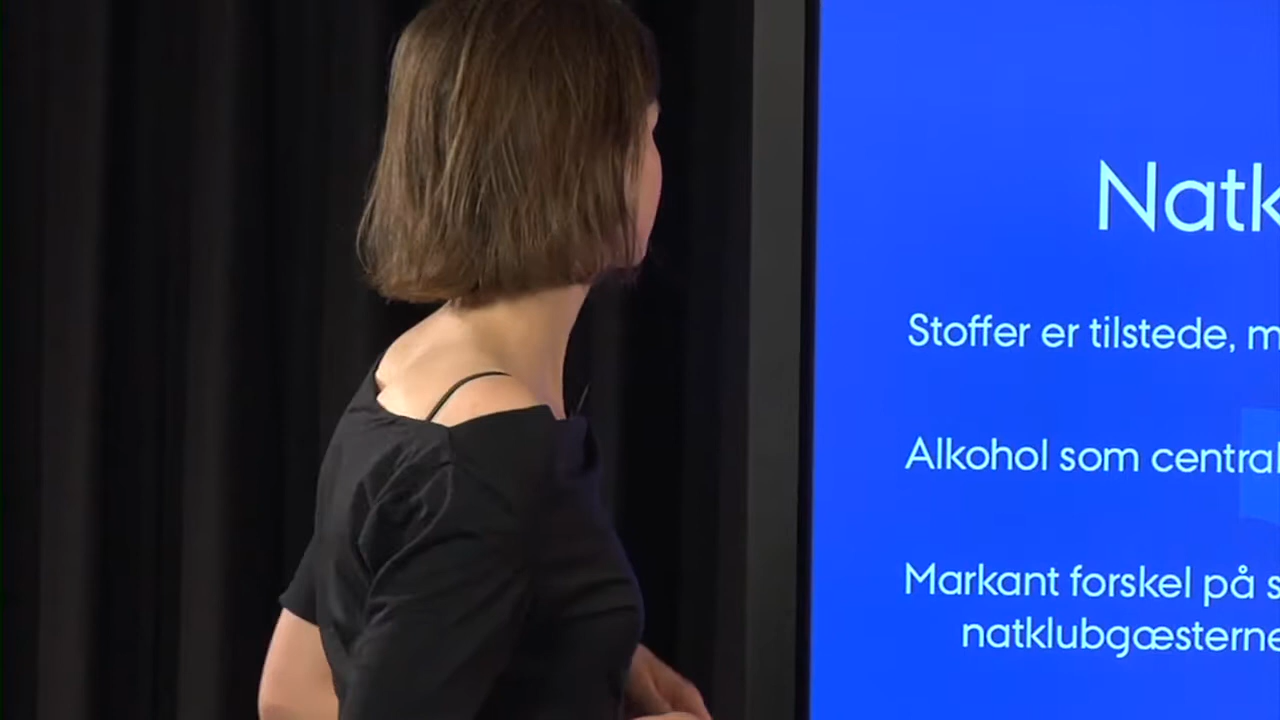 Natk
Stoffer er tilstede, m
Alkohol som central
Markant forskel på s
natklubgæsterne